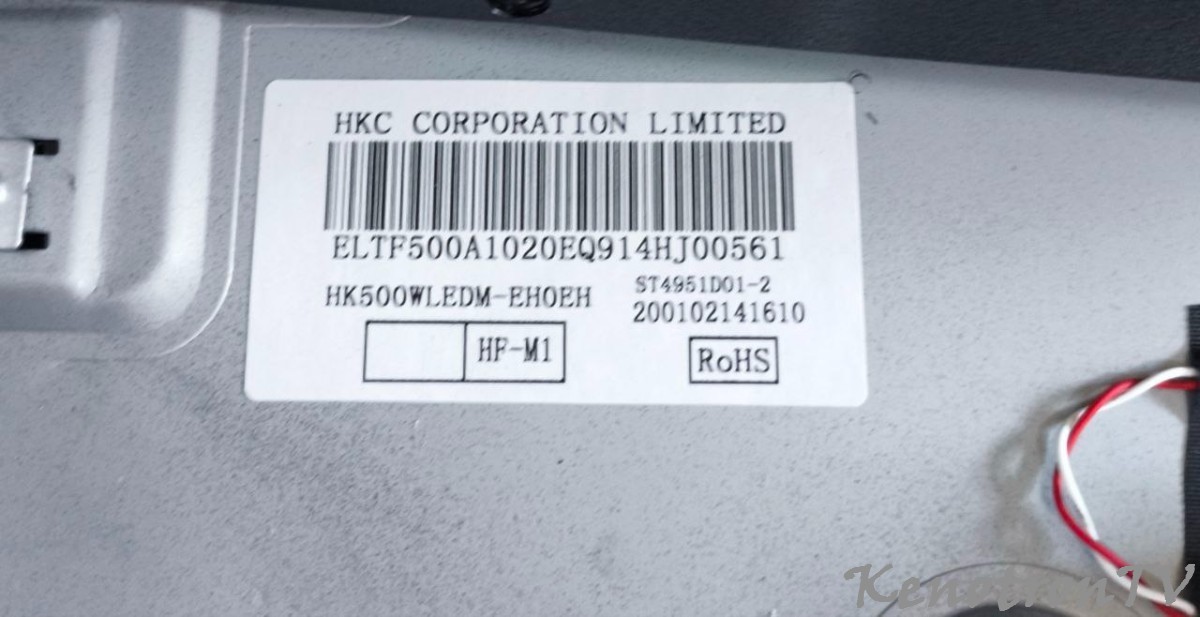 HKC CORPORATION LIMITED
ELTF500A1020EQ914HJ00561
HK500WLEDM-EH0EH
ST4951D01-2
200102141610
HF-M1
RoHS